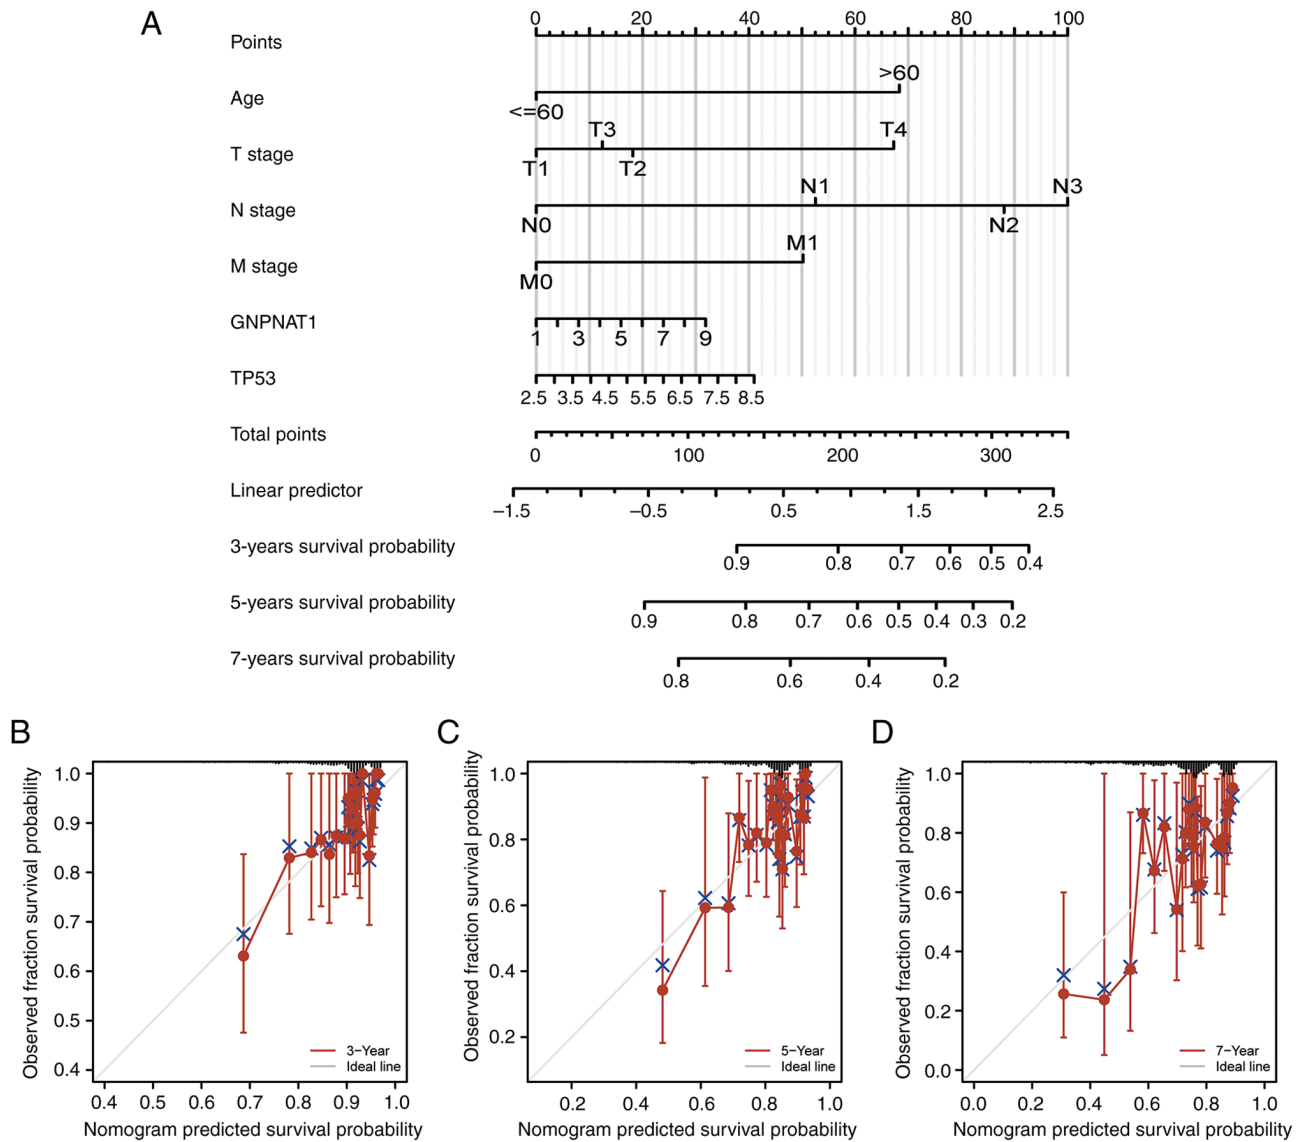 A
0 20 40 60 80 100
Points
>60
Age
<=60
T3 T4
T stage
T1 T2
N1 N3
N stage
N0 N2
M1
M stage
M0
GNPNAT1
1 3 5 7 9
TP53
2.5 3.5 4.5 5.5 6.5 7.5 8.5
Total points
0 100 200 300
Linear predictor
−1.5 −0.5 0.5 1.5 2.5
3-years survival probability
0.9 0.8 0.7 0.6 0.5 0.4
5-years survival probability
0.9 0.8 0.7 0.6 0.5 0.4 0.3 0.2
7-years survival probability
0.8 0.6 0.4 0.2
B
Observed fraction survival probability
1.0
0.9
0.8
0.7
0.6
0.5
0.4
3−Year
Ideal line
0.4 0.5 0.6 0.7 0.8 0.9 1.0
Nomogram predicted survival probability
C
Observed fraction survival probability
1.0
0.8
0.6
0.4
0.2
5−Year
Ideal line
0.2 0.4 0.6 0.8 1.0
Nomogram predicted survival probability
D
Observed fraction survival probability
1.0
0.8
0.6
0.4
0.2
0.0
7−Year
Ideal line
0.0 0.2 0.4 0.6 0.8 1.0
Nomogram predicted survival probability